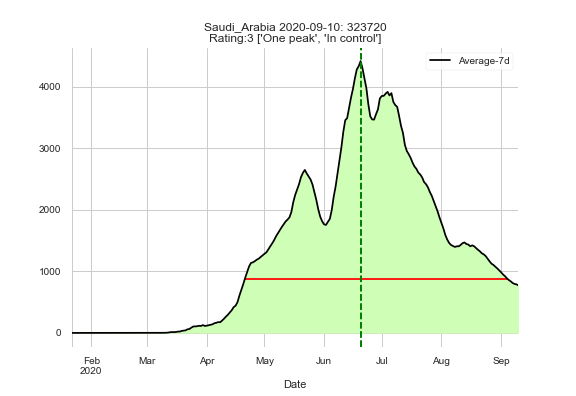 Saudi_Arabia 2020-09-10: 323720
Rating:3 ['One peak', 'In control']
Average-7d
4000
3000
2000
1000
0
Feb Mar Apr May Jun Jul Aug Sep
2020
Date